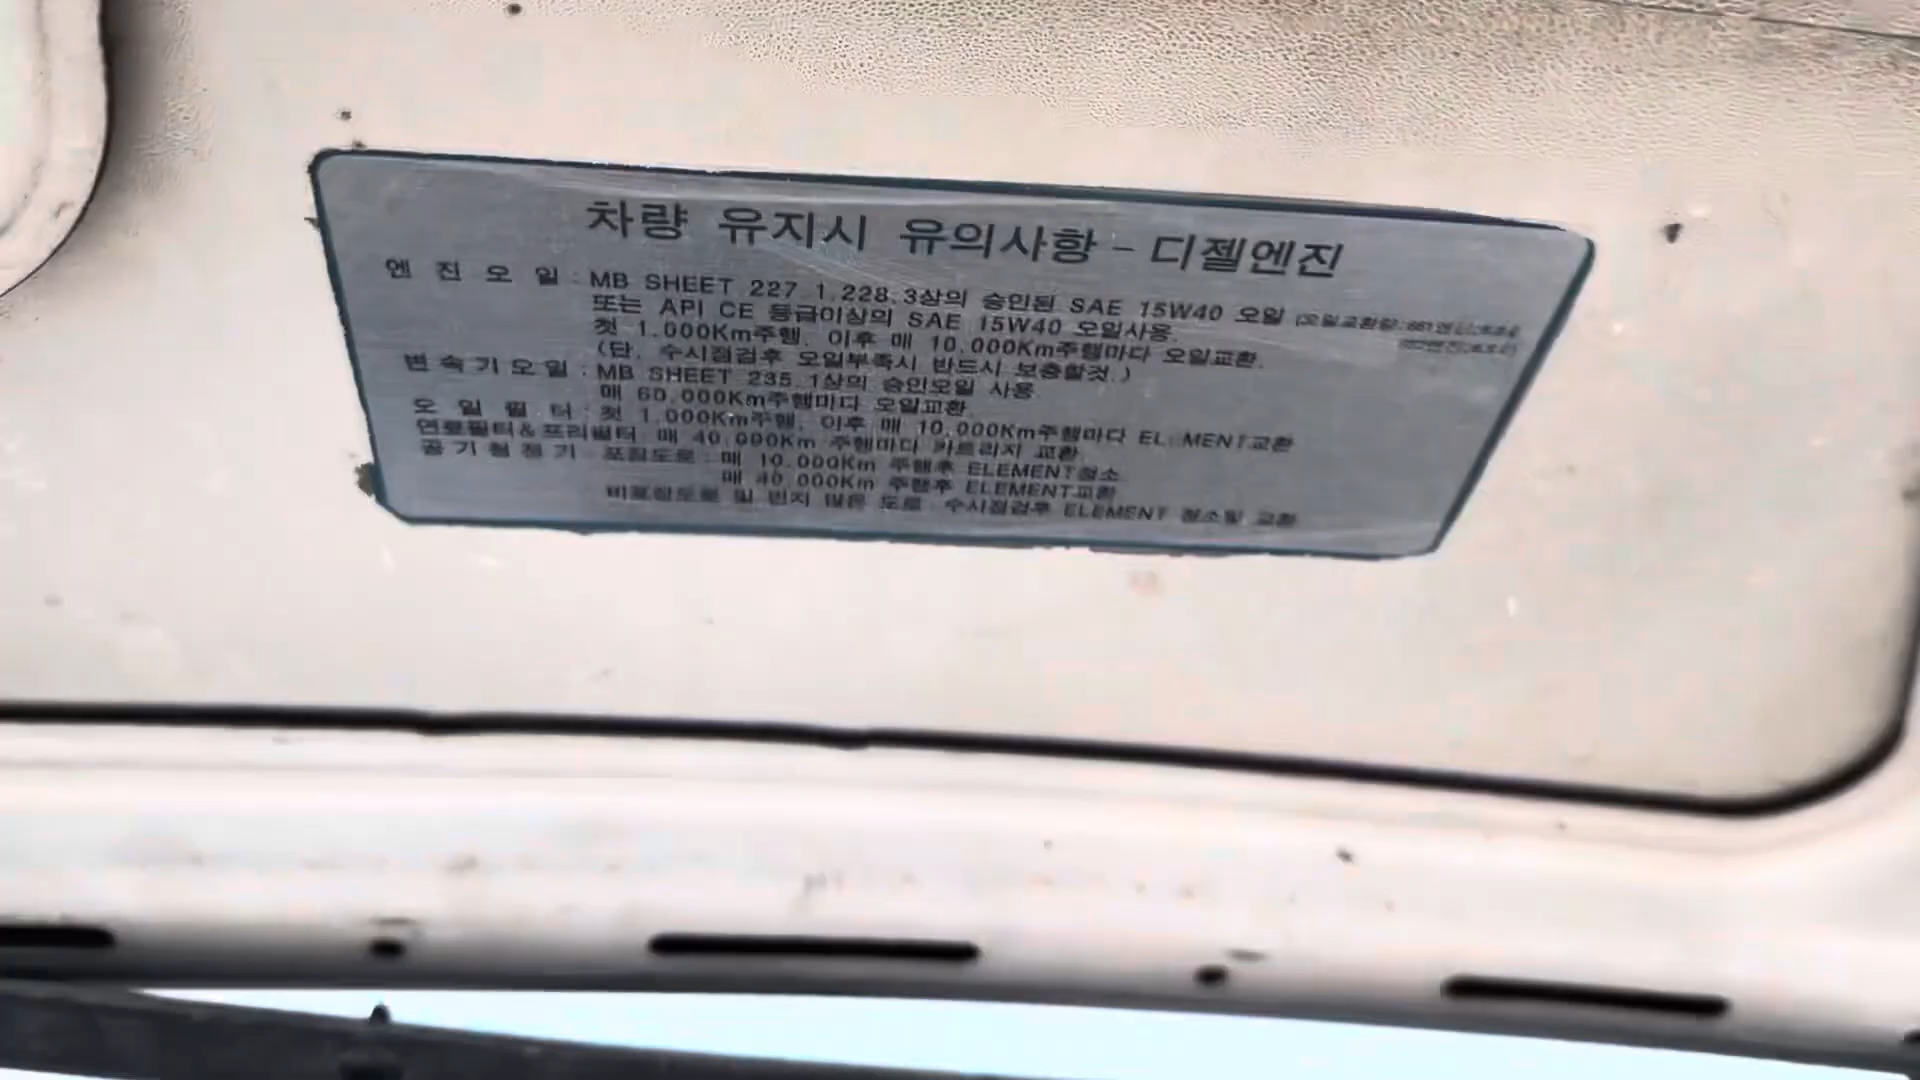 차량 유지시 유의사항 - 디젤엔진
엔 진 오 일 : MB SHEET 227.1,228.3상의 승인된 SAE 15W40 오일 (오일교환량:661엔진
또는 API CE 등급이상의 SAE 15W40 오일사용.
첫 1.000Km주행, 이후 매 10.000Km주행마다 오일교환.
(단, 수시점검후 오일부족시 반드시 보충할것.)
변속기오일 : MB SHEET 235.1상의 승인오일 사용
매 60.000Km주행마다 오일교환
오 일 필 터 : 첫 1.000Km주행, 이후 매 10.000Km주행마다 ELEMENT교환
연료필터&프리필터 : 매 40.000Km 주행마다 카트리지 교환
공기청정기 : 포장도로 : 매 10.000Km 주행후 ELEMENT청소
매 40.000Km 주행후 ELEMENT교환
비포장도로 및 먼지 많은 도로 : 수시점검후 ELEMENT 청소및 교환